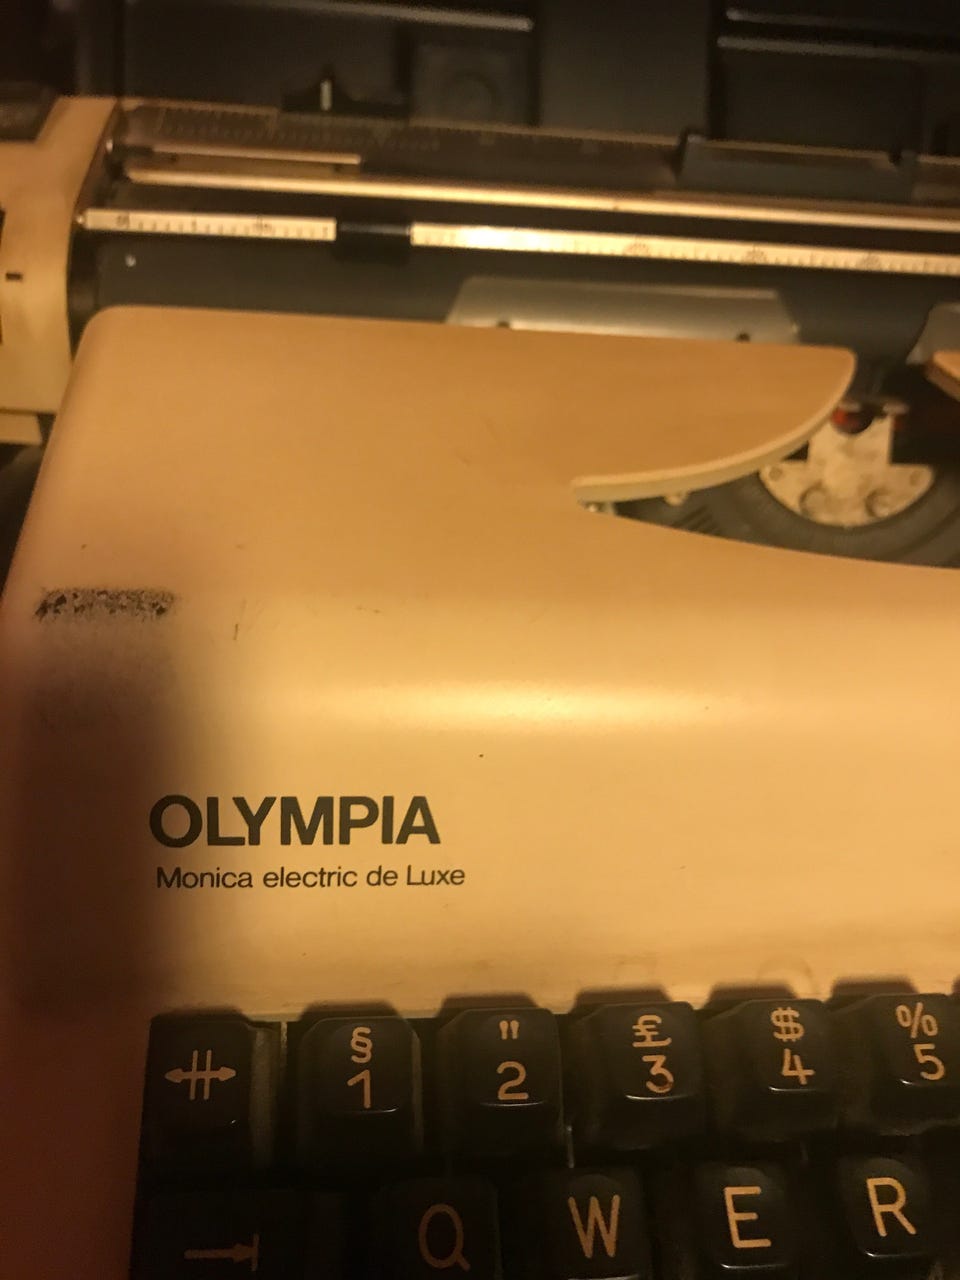 OLYMPIA
Monica electric de Luxe
§ " £ $ %
1 2 3 4 5
Q W E R